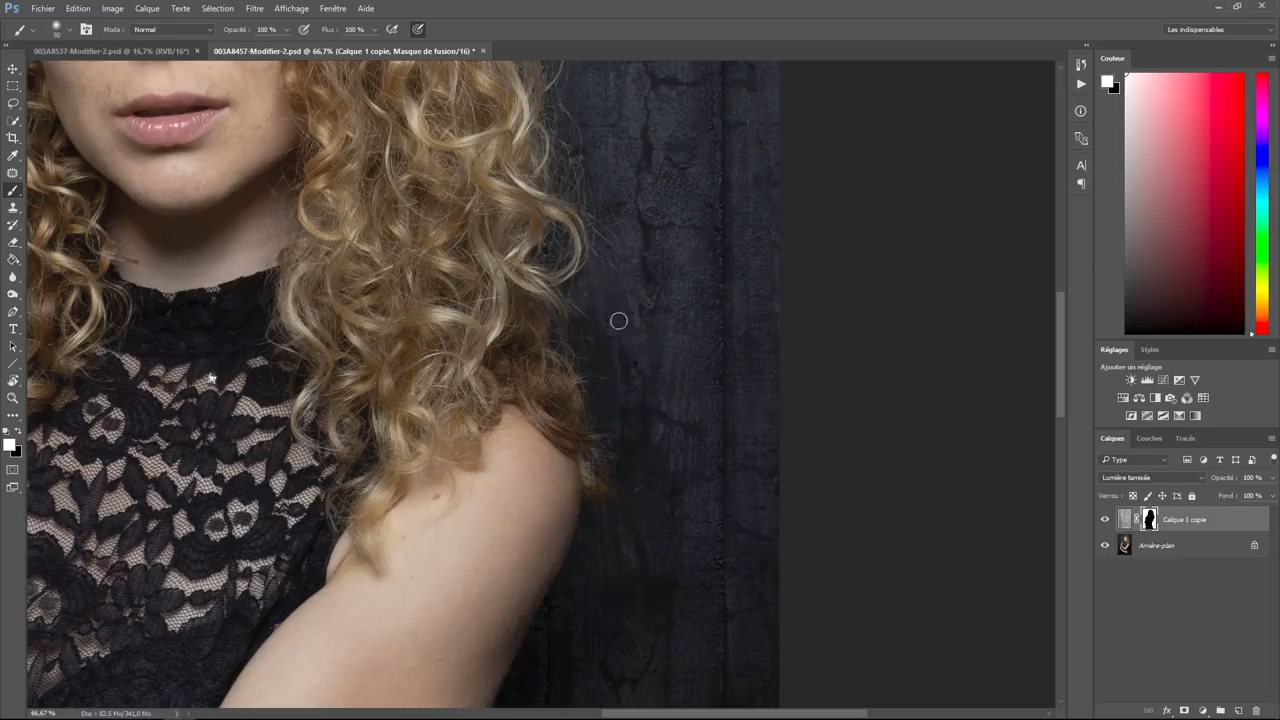 Ps Fichier Edition Image Calque Texte Sélection Filtre Affichage Fenêtre Aide
50 Mode : Normal Opacité : 100 % Flux : 100 % Les indispensables
003A8537-Modifier-2.psd @ 16,7% (RVB/16*) × 003A8457-Modifier-2.psd @ 66,7% (Calque 1 copie, Masque de fusion/16) * ×
Couleur
Réglages Styles
Ajouter un réglage
Calques Couches Tracés
Type
Lumière tamisée Opacité : 100 %
Verrou : Fond : 100 %
Calque 1 copie
Arrière-plan
66,67 % Doc : 82,5 Mo/341,0 Mo